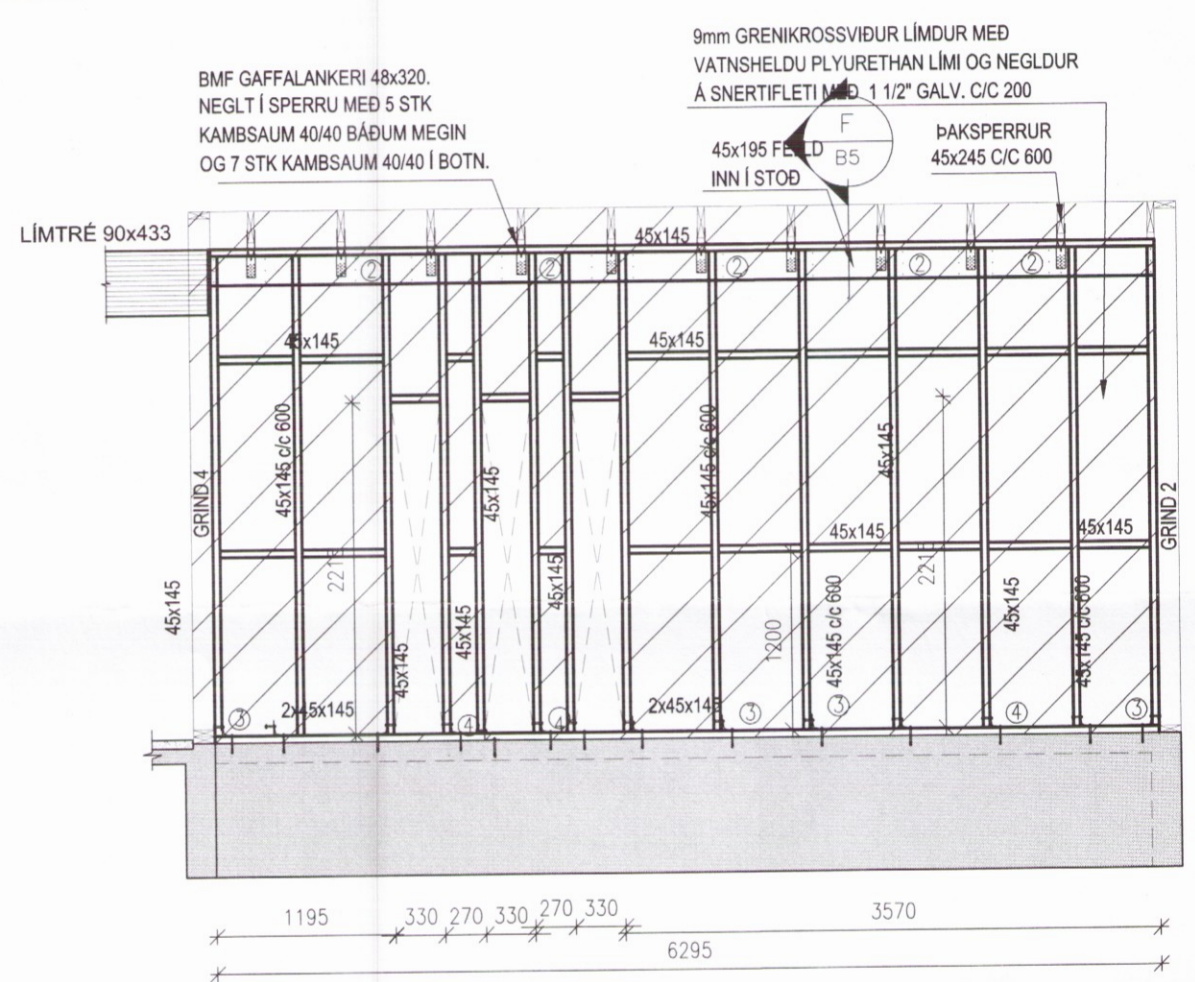 9mm GRENIKROSSVIÐUR LÍMDUR MEÐ
VATNSHELDU PLYURETHAN LÍMI OG NEGLDUR
Á SNERTIFLETI MEÐ 1 1/2" GALV. C/C 200
BMF GAFFALANKERI 48x320.
NEGLT Í SPERRU MEÐ 5 STK
KAMBSAUM 40/40 BÁÐUM MEGIN
OG 7 STK KAMBSAUM 40/40 Í BOTN.
F
B5
45x195 FELLD
INN Í STOÐ
ÞAKSPERRUR
45x245 C/C 600
LÍMTRÉ 90x433
45x145
2
2
2
2
2
45x145
45x145
GRIND 4
45x145 c/c 600
2215
45x145
45x145 c/c 600
45x145
2215
45x145
45x145
GRIND 2
45x145
45x145
45x145
45x145
1200
45x145 c/c 600
45x145
45x145 c/c 600
3
2x45x145
4
4
2x45x145
3
3
4
3
1195
330
270
330
270
330
3570
6295